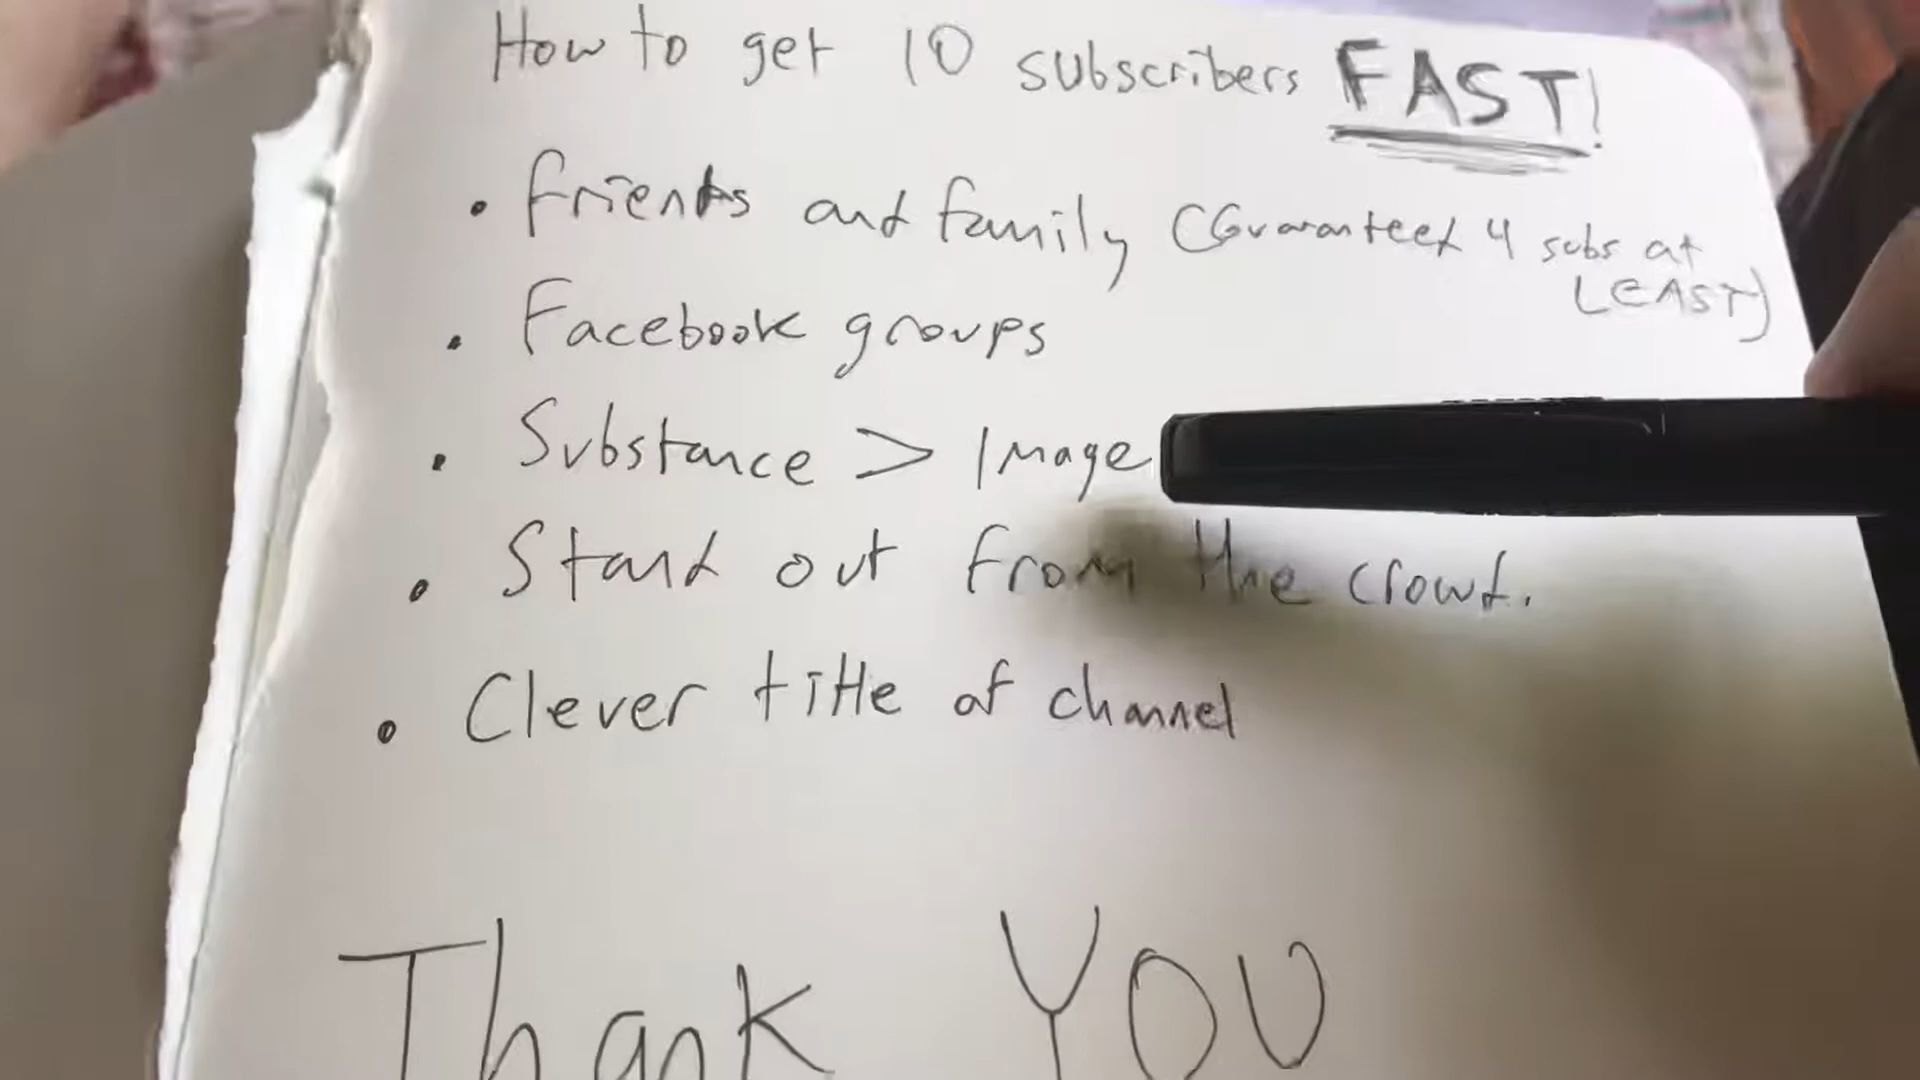 How to get 10 subscribers FAST!
• friends and family (Guaranteed 4 subs at
LEAST)
• Facebook groups
• Substance > Image
• Stand out from the crowd.
• Clever title of channel
Thank YOU